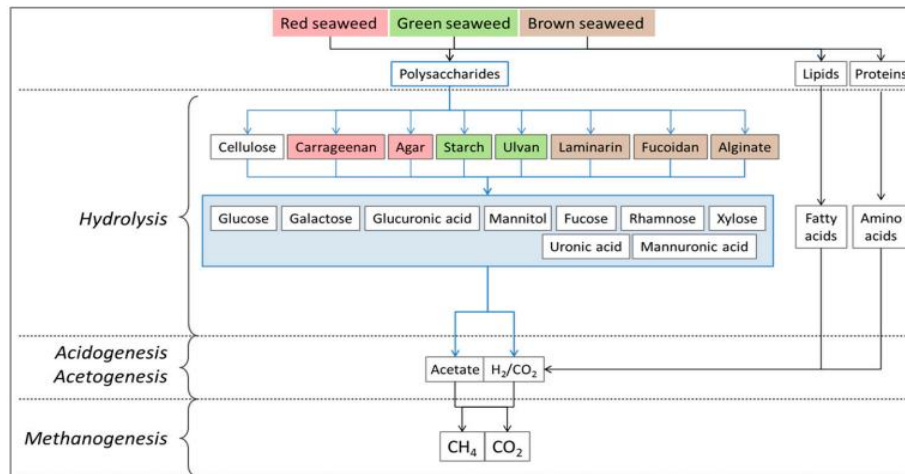 Red seaweed Green seaweed Brown seaweed
Polysaccharides Lipids Proteins
Cellulose Carrageenan Agar Starch Ulvan Laminarin Fucoidan Alginate
Hydrolysis
Glucose Galactose Glucuronic acid Mannitol Fucose Rhamnose Xylose
Uronic acid Mannuronic acid
Fatty acids
Amino acids
Acidogenesis
Acetogenesis
Acetate H₂/CO₂
Methanogenesis
CH₄ CO₂